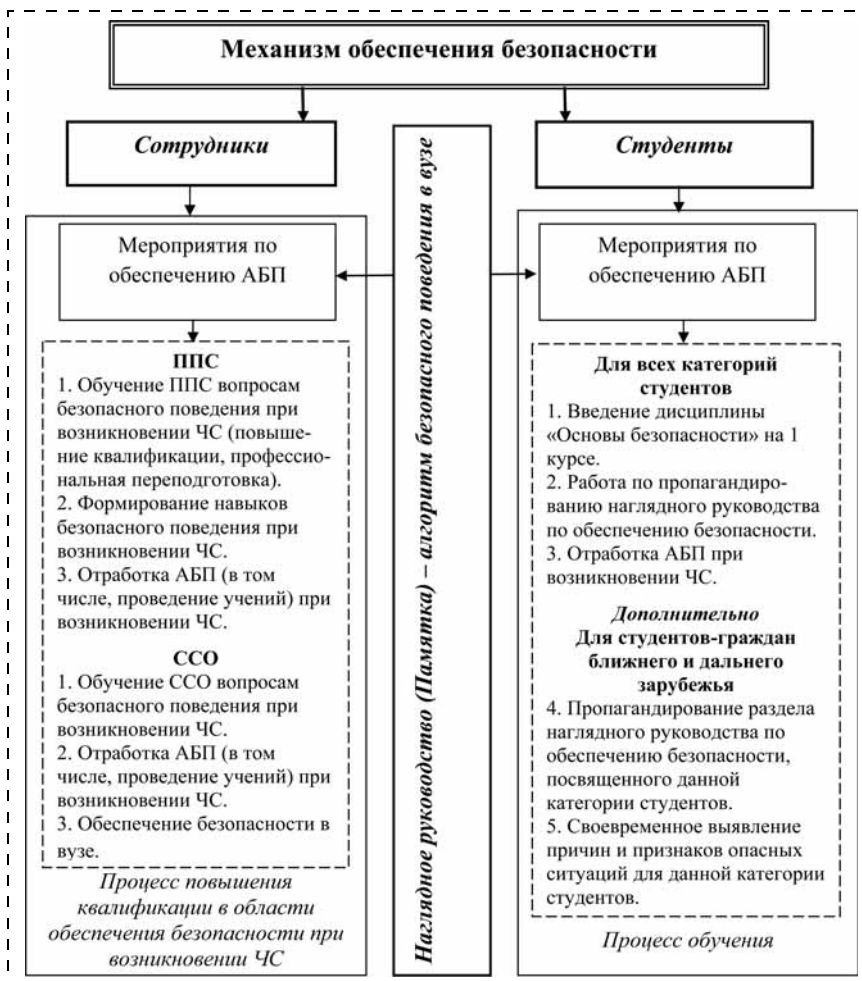 Механизм обеспечения безопасности
Сотрудники
Мероприятия по
обеспечению АБП
ППС
1. Обучение ППС вопросам
безопасного поведения при
возникновении ЧС (повыше-
ние квалификации, профессио-
нальная переподготовка).
2. Формирование навыков
безопасного поведения при
возникновении ЧС.
3. Отработка АБП (в том
числе, проведение учений) при
возникновении ЧС.
ССО
1. Обучение ССО вопросам
безопасного поведения при
возникновении ЧС.
2. Отработка АБП (в том
числе, проведение учений) при
возникновении ЧС.
3. Обеспечение безопасности в
вузе.
Процесс повышения
квалификации в области
обеспечения безопасности при
возникновении ЧС
Наглядное руководство (Памятка) – алгоритм безопасного поведения в вузе
Студенты
Мероприятия по
обеспечению АБП
Для всех категорий
студентов
1. Введение дисциплины
«Основы безопасности» на 1
курсе.
2. Работа по пропагандиро-
ванию наглядного руководства
по обеспечению безопасности.
3. Отработка АБП при
возникновении ЧС.
Дополнительно
Для студентов-граждан
ближнего и дальнего
зарубежья
4. Пропагандирование раздела
наглядного руководства по
обеспечению безопасности,
посвященного данной
категории студентов.
5. Своевременное выявление
причин и признаков опасных
ситуаций для данной категории
студентов.
Процесс обучения